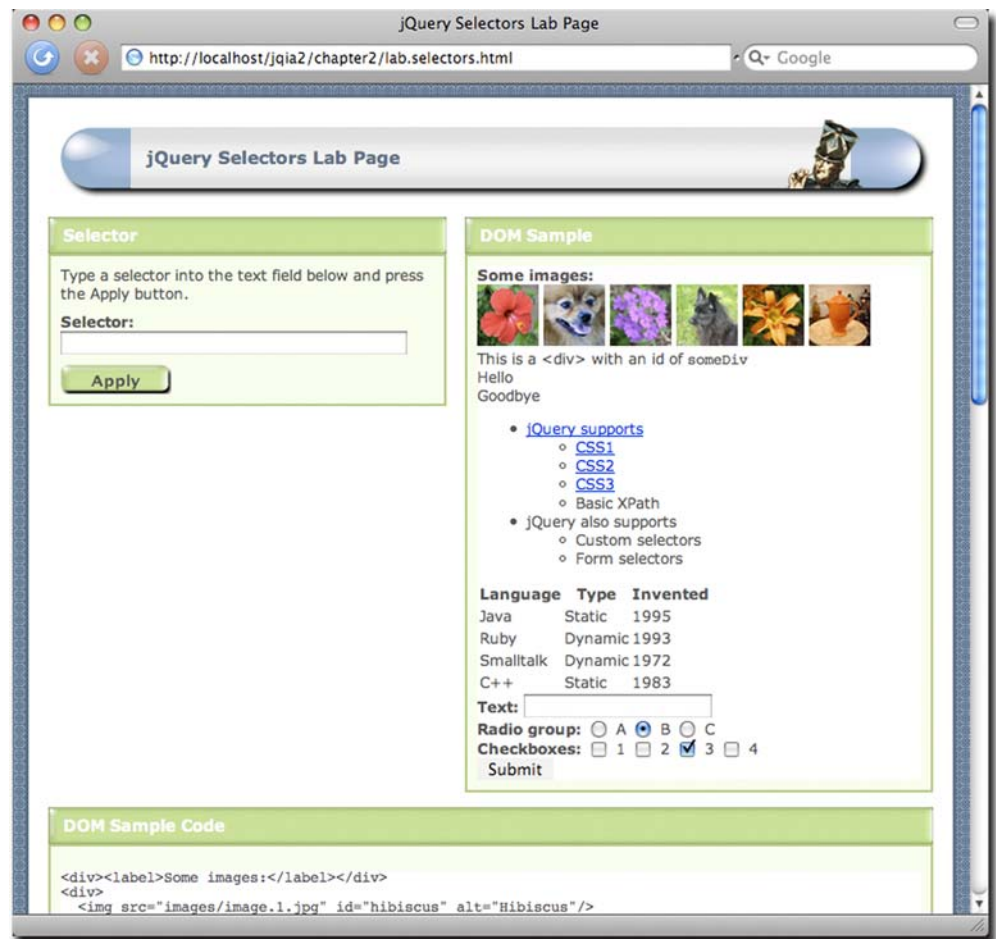 jQuery Selectors Lab Page
http://localhost/jqia2/chapter2/lab.selectors.html
Google
jQuery Selectors Lab Page
Selector
Type a selector into the text field below and press
the Apply button.
Selector:
Apply
DOM Sample
Some images:
This is a <div> with an id of someDiv
Hello
Goodbye
jQuery supports
CSS1
CSS2
CSS3
Basic XPath
jQuery also supports
Custom selectors
Form selectors
Language Type Invented
Java Static 1995
Ruby Dynamic 1993
Smalltalk Dynamic 1972
C++ Static 1983
Text:
Radio group: A B C
Checkboxes: 1 2 3 4
Submit
DOM Sample Code
<div><label>Some images:</label></div>
<div>
<img src="images/image.1.jpg" id="hibiscus" alt="Hibiscus"/>